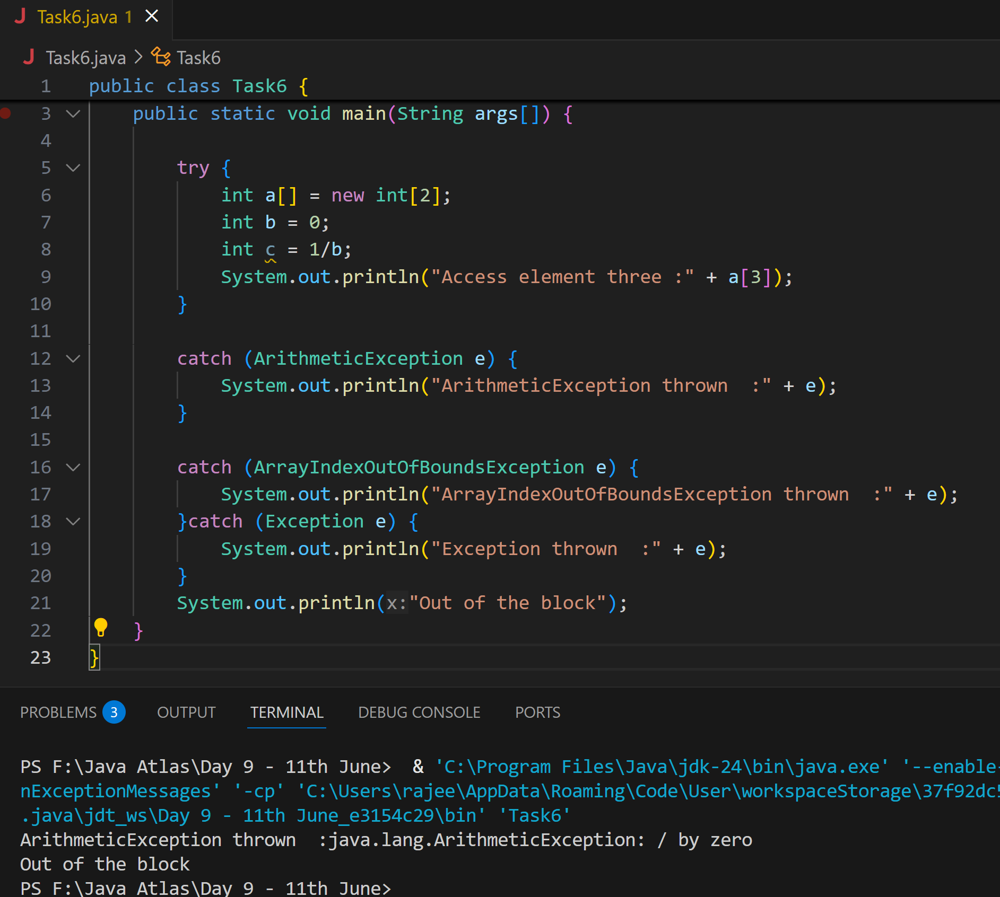 Task6.java 1
Task6.java > Task6
1 public class Task6 {
3 public static void main(String args[]) {
4
5 try {
6 int a[] = new int[2];
7 int b = 0;
8 int c = 1/b;
9 System.out.println("Access element three :" + a[3]);
10 }
11
12 catch (ArithmeticException e) {
13 System.out.println("ArithmeticException thrown  :" + e);
14 }
15
16 catch (ArrayIndexOutOfBoundsException e) {
17 System.out.println("ArrayIndexOutOfBoundsException thrown  :" + e);
18 }catch (Exception e) {
19 System.out.println("Exception thrown  :" + e);
20 }
21 System.out.println(x:"Out of the block");
22 }
23 }
PROBLEMS 3 OUTPUT TERMINAL DEBUG CONSOLE PORTS
PS F:\Java Atlas\Day 9 - 11th June>  & 'C:\Program Files\Java\jdk-24\bin\java.exe' '--enable-
nExceptionMessages' '-cp' 'C:\Users\rajee\AppData\Roaming\Code\User\workspaceStorage\37f92dc5
.java\jdt_ws\Day 9 - 11th June_e3154c29\bin' 'Task6'
ArithmeticException thrown  :java.lang.ArithmeticException: / by zero
Out of the block
PS F:\Java Atlas\Day 9 - 11th June>